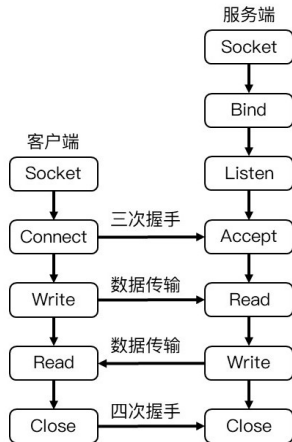 服务端
Socket
Bind
客户端
Socket
Listen
三次握手
Connect
Accept
数据传输
Write
Read
数据传输
Read
Write
四次握手
Close
Close